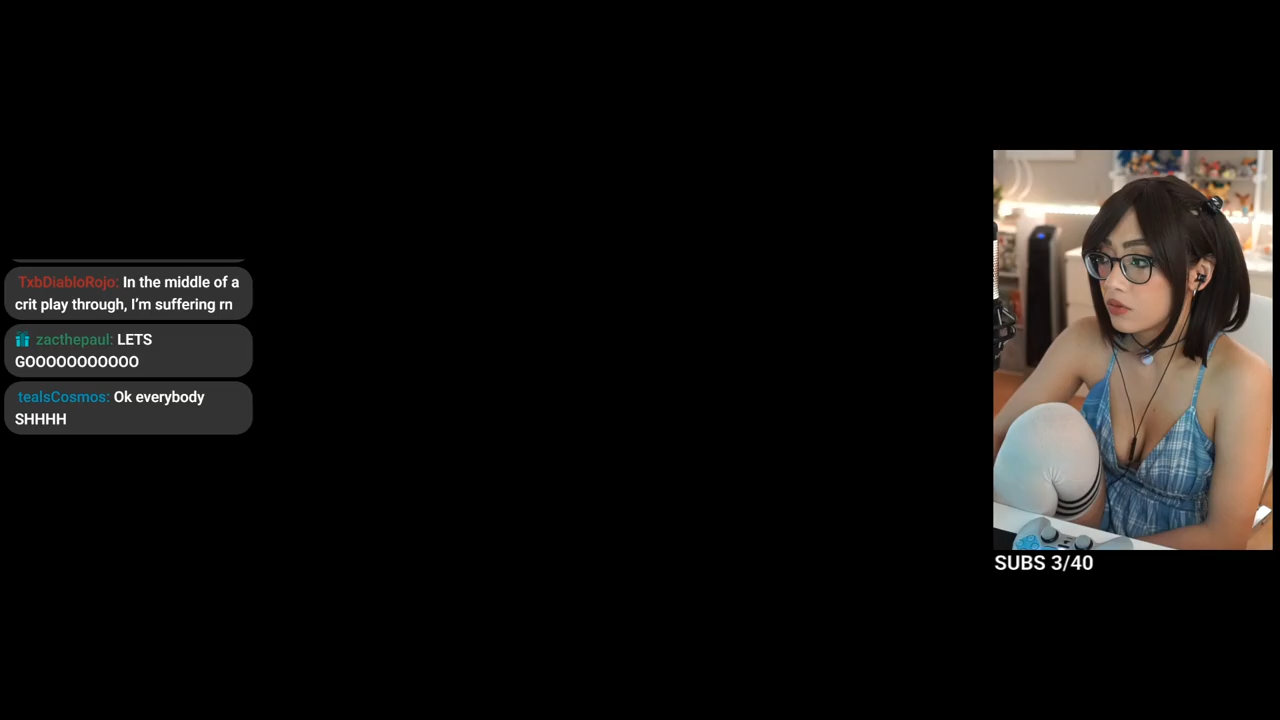 TxbDiabloRojo: In the middle of a
crit play through, I’m suffering rn
zacthepaul: LETS
GOOOOOOOOOOO
tealsCosmos: Ok everybody
SHHHH
SUBS 3/40